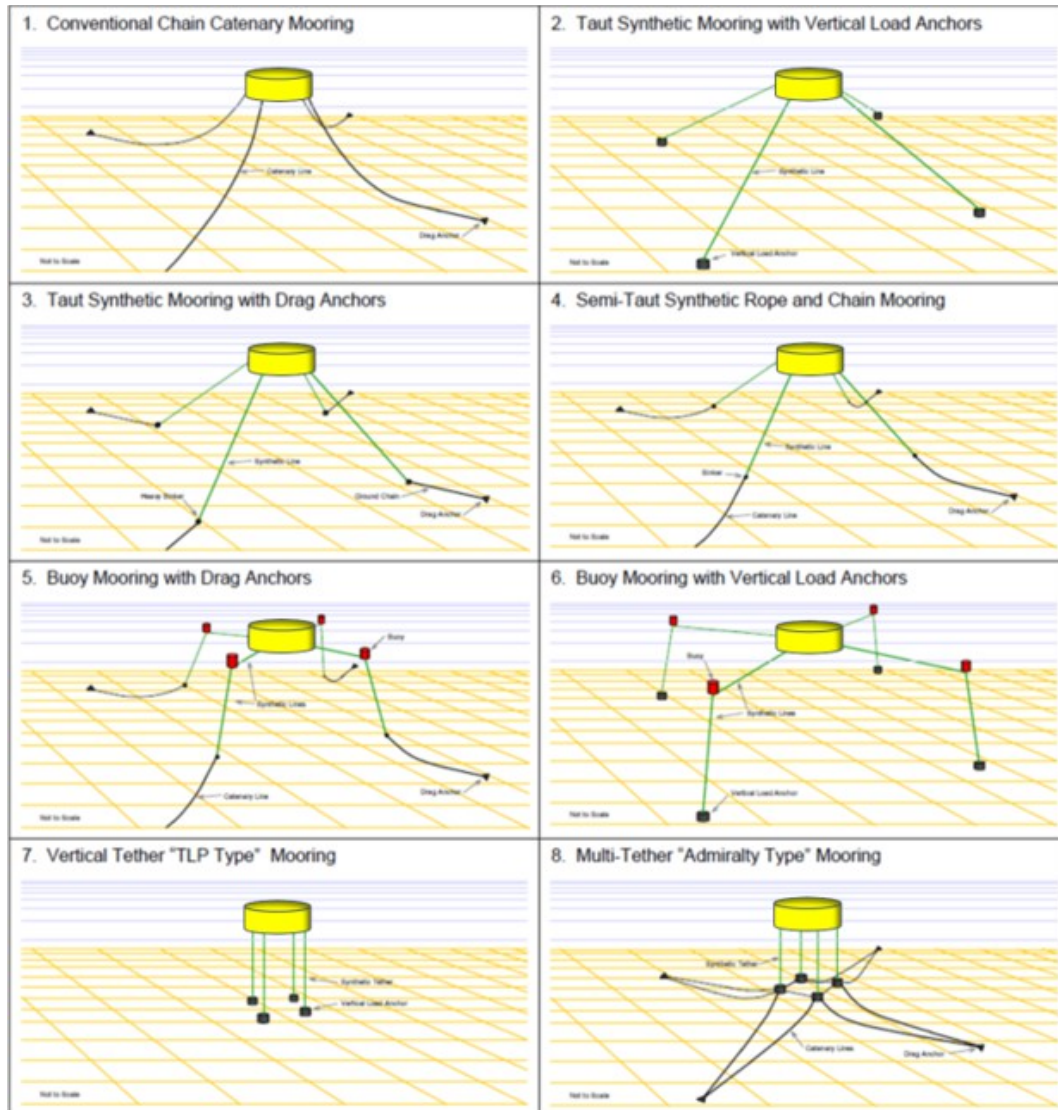 1. Conventional Chain Catenary Mooring
Catenary Line
Drag Anchor
Not to Scale
2. Taut Synthetic Mooring with Vertical Load Anchors
Synthetic Line
Vertical Load Anchor
Not to Scale
3. Taut Synthetic Mooring with Drag Anchors
Synthetic Line
Heavy Sinker
Ground Chain
Drag Anchor
Not to Scale
4. Semi-Taut Synthetic Rope and Chain Mooring
Synthetic Line
Sinker
Catenary Line
Drag Anchor
Not to Scale
5. Buoy Mooring with Drag Anchors
Buoy
Synthetic Lines
Catenary Line
Drag Anchor
Not to Scale
6. Buoy Mooring with Vertical Load Anchors
Buoy
Synthetic Lines
Vertical Load Anchor
Not to Scale
7. Vertical Tether "TLP Type" Mooring
Synthetic Tether
Vertical Load Anchor
Not to Scale
8. Multi-Tether "Admiralty Type" Mooring
Synthetic Tether
Catenary Lines
Drag Anchor
Not to Scale